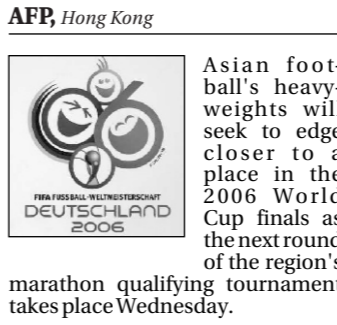 AFP, Hong Kong
FIFA FUSSBALL-WELTMEISTERSCHAFT
DEUTSCHLAND
2006
Asian foot-
ball's heavy-
weights will
seek to edge
closer to a
place in the
2006 World
Cup finals as
the next round
of the region's
marathon qualifying tournament
takes place Wednesday.